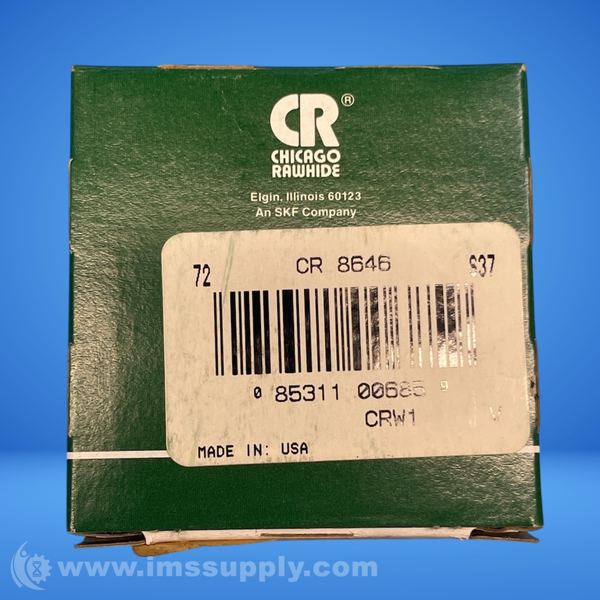 CR®
CHICAGO
RAWHIDE
Elgin, Illinois 60123
An SKF Company
72 CR 8646 S37
0 85311 00685 9
CRW1 V
MADE IN: USA
www.imssupply.com